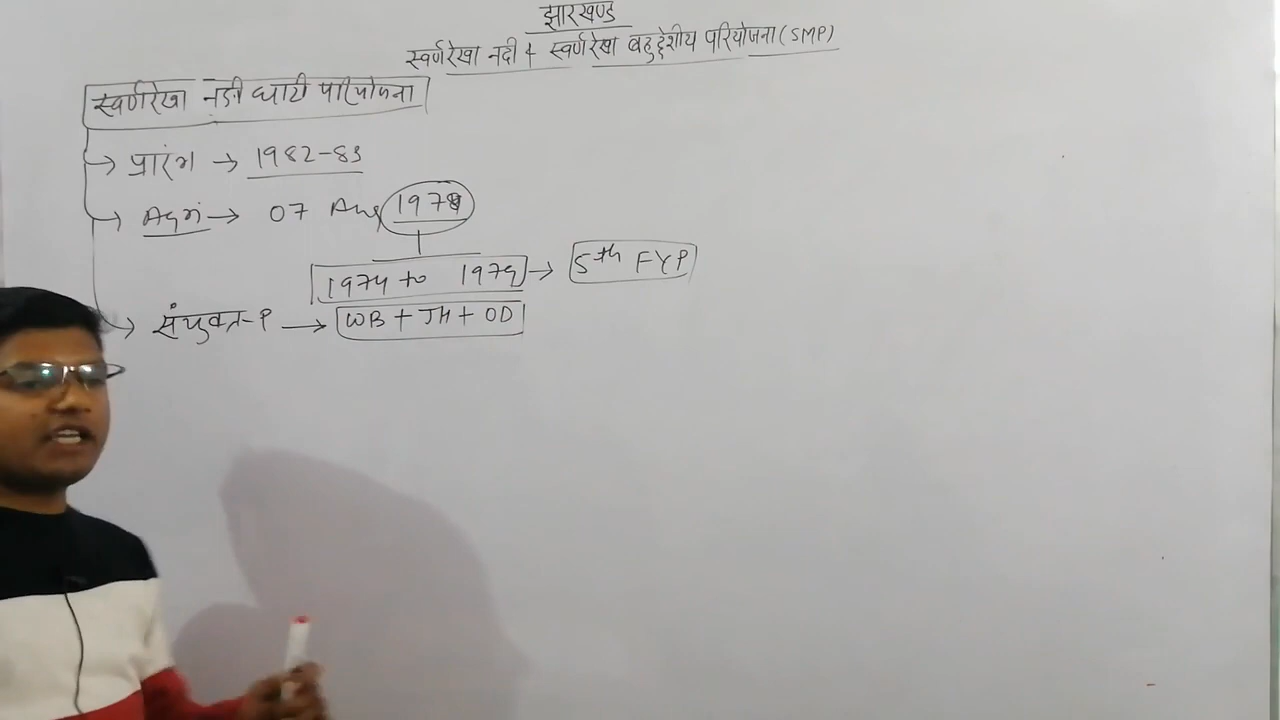 झारखण्ड
स्वर्णरेखा नदी + स्वर्णरेखा बहुद्देशीय परियोजना (SMP)
स्वर्णरेखा नदी घाटी परियोजना
→ प्रारंभ → 1982-83
→ Agri → 07 Aug 1978
1974 to 1979 → 5th FYP
→ संयुक्त-P → WB + JH + OD